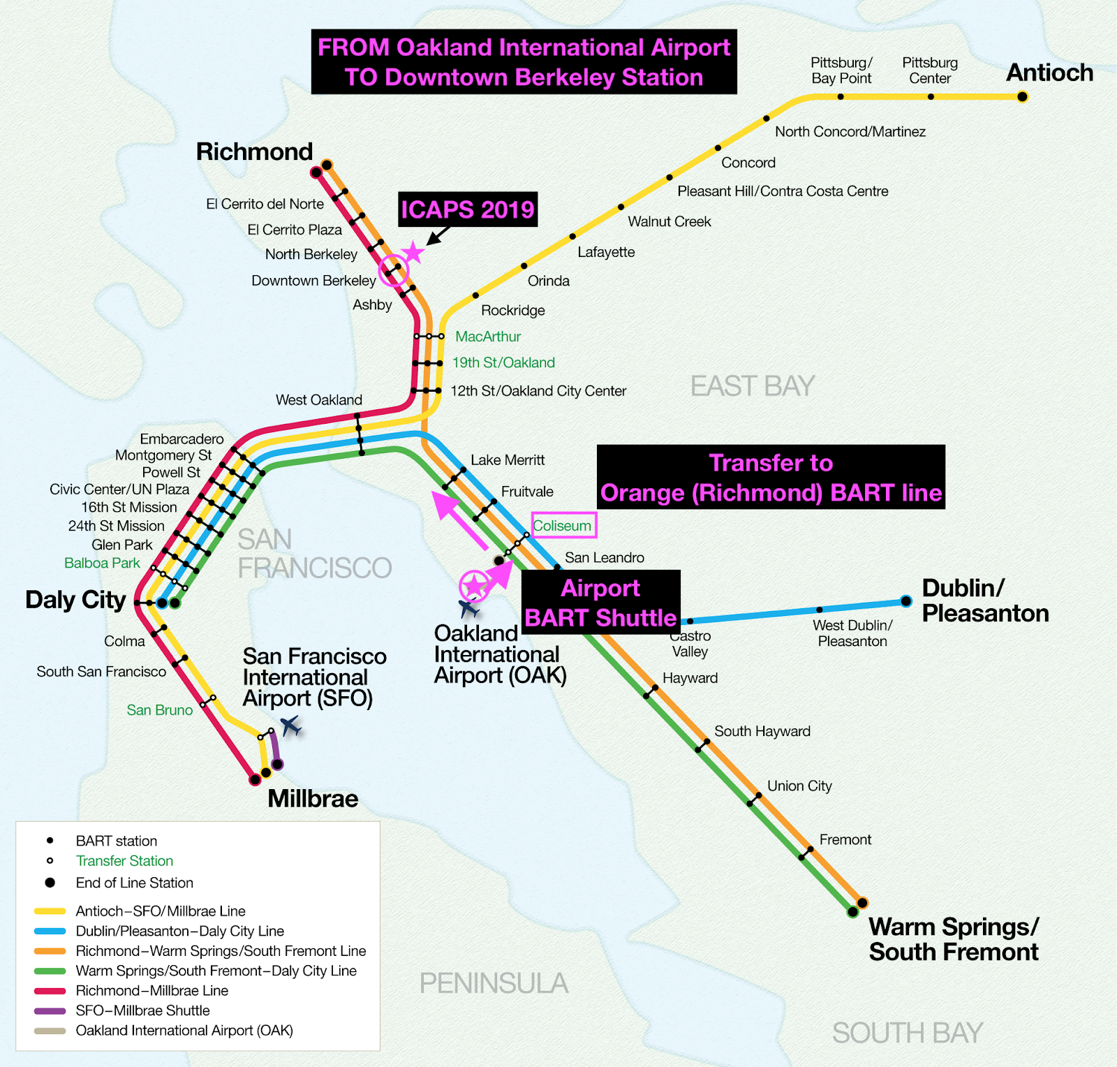 FROM Oakland International Airport
TO Downtown Berkeley Station
Pittsburg/
Bay Point
Pittsburg
Center
Antioch
North Concord/Martinez
Richmond
Concord
Pleasant Hill/Contra Costa Centre
El Cerrito del Norte
ICAPS 2019
Walnut Creek
El Cerrito Plaza
North Berkeley
Lafayette
Downtown Berkeley
Orinda
Ashby
Rockridge
MacArthur
19th St/Oakland
EAST BAY
12th St/Oakland City Center
West Oakland
Embarcadero
Montgomery St
Powell St
Civic Center/UN Plaza
16th St Mission
24th St Mission
Glen Park
Balboa Park
Daly City
Lake Merritt
Transfer to
Orange (Richmond) BART line
Fruitvale
Coliseum
SAN
FRANCISCO
San Leandro
Airport
BART Shuttle
Dublin/
Pleasanton
West Dublin/
Pleasanton
Castro
Valley
Oakland
International
Airport (OAK)
Colma
San Francisco
International
Airport (SFO)
South San Francisco
Hayward
San Bruno
South Hayward
Millbrae
Union City
Fremont
Warm Springs/
South Fremont
BART station
Transfer Station
End of Line Station
Antioch–SFO/Millbrae Line
Dublin/Pleasanton–Daly City Line
Richmond–Warm Springs/South Fremont Line
Warm Springs/South Fremont–Daly City Line
Richmond–Millbrae Line
SFO–Millbrae Shuttle
Oakland International Airport (OAK)
PENINSULA
SOUTH BAY